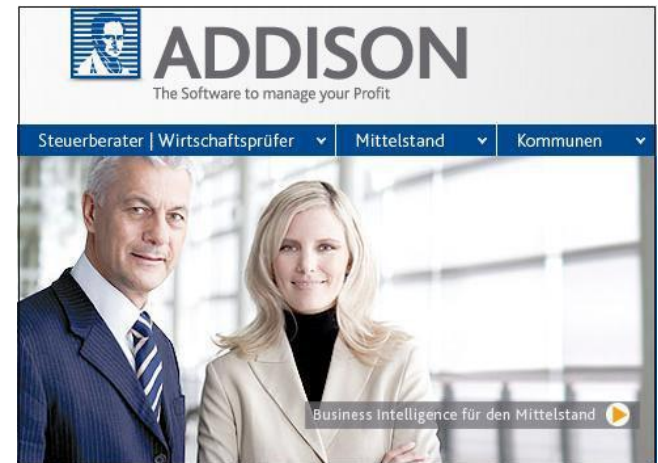 ADDISON
The Software to manage your Profit
Steuerberater | Wirtschaftsprüfer Mittelstand Kommunen
Business Intelligence für den Mittelstand